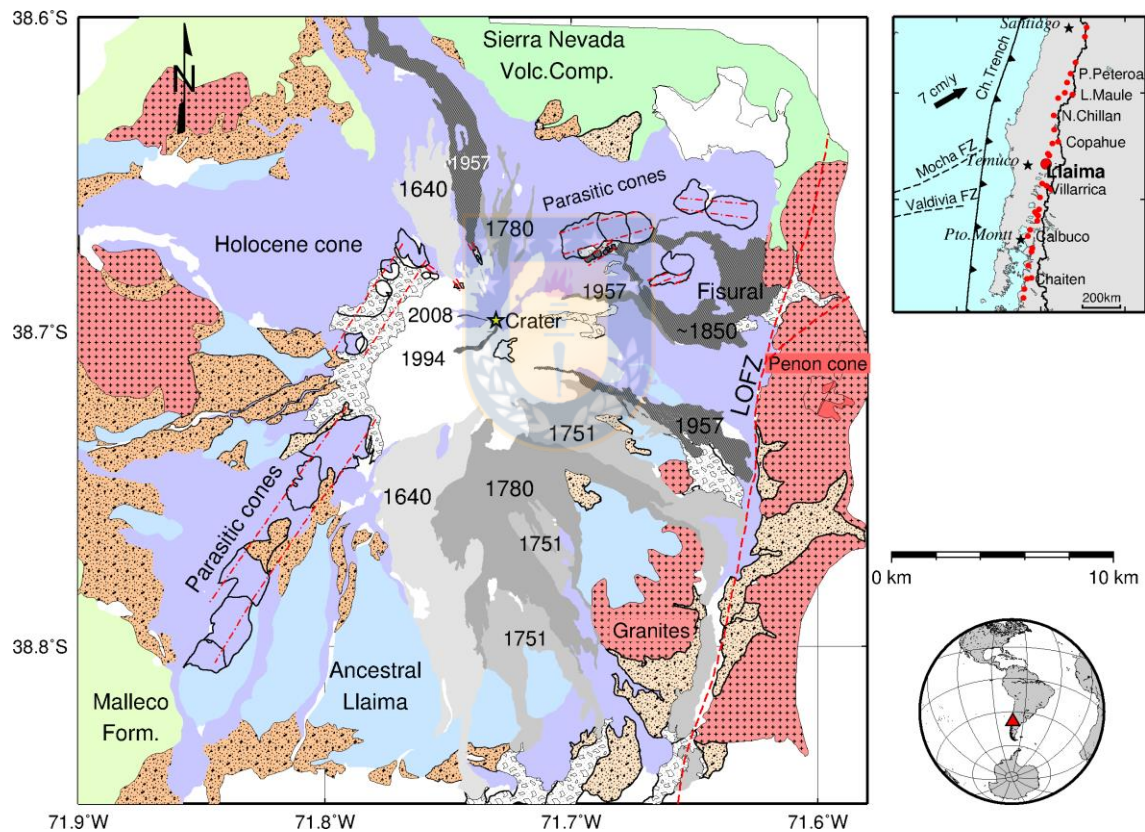 38.6°S
38.7°S
38.8°S
71.9°W
71.8°W
71.7°W
71.6°W
N
Sierra Nevada
Volc.Comp.
1957
1640
1780
Parasitic cones
Holocene cone
1957
Fisural
2008
Crater
~1850
1994
Penon cone
LOFZ
1957
1751
1640
1780
Parasitic cones
1751
Granites
1751
Ancestral
Llaima
Malleco
Form.
Santiago
Ch.Trench
7 cm/y
P.Peteroa
L.Maule
N.Chillan
Copahue
Mocha FZ
Temuco
Llaima
Villarrica
Valdivia FZ
Pto.Montt
Calbuco
Chaiten
200km
0 km
10 km